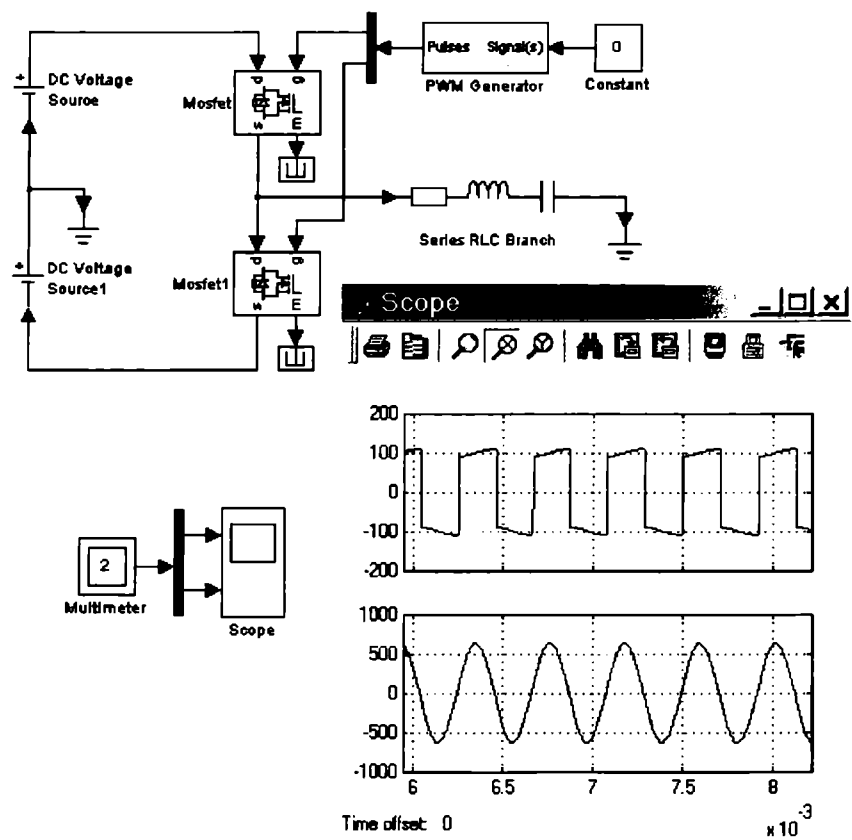 Pulses Signal(s)
0
PWM Generator
Constant
+
DC Voltage
Source
Mosfet
d
g
s
m
Series RLC Branch
+
DC Voltage
Source1
Mosfet1
d
g
s
m
Scope
200
100
0
-100
-200
2
Multimeter
Scope
1000
500
0
-500
-1000
6
6.5
7
7.5
8
Time offset: 0
x 10
-3